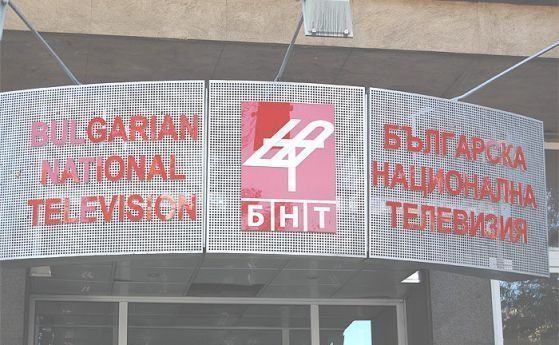 BULGARIAN
NATIONAL
TELEVISION
БНТ
БЪЛГАРСКА
НАЦИОНАЛНА
ТЕЛЕВИЗИЯ